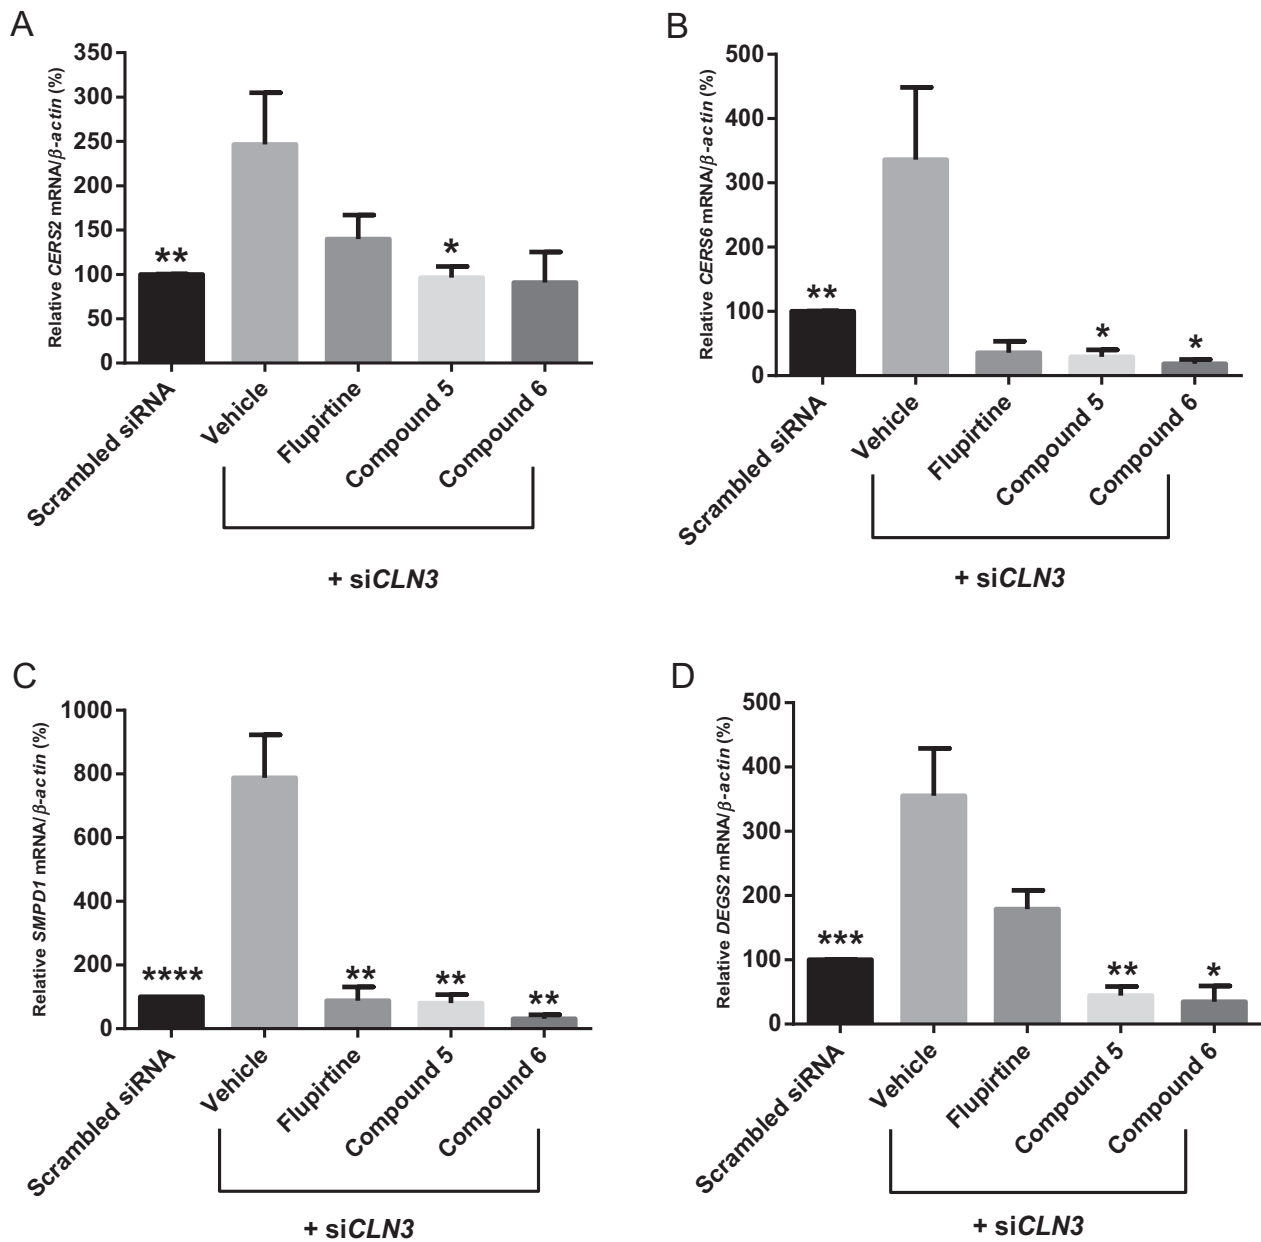 A
Relative CERS2 mRNA/β-actin (%)
350
300
250
200
150
100
50
0
**
*
Scrambled siRNA
Vehicle
Flupirtine
Compound 5
Compound 6
+ siCLN3
B
Relative CERS6 mRNA/β-actin (%)
500
400
300
200
100
0
**
*
*
Scrambled siRNA
Vehicle
Flupirtine
Compound 5
Compound 6
+ siCLN3
C
Relative SMPD1 mRNA/β-actin (%)
1000
800
600
400
200
0
****
**
**
**
Scrambled siRNA
Vehicle
Flupirtine
Compound 5
Compound 6
+ siCLN3
D
Relative DEGS2 mRNA/β-actin (%)
500
400
300
200
100
0
***
**
*
Scrambled siRNA
Vehicle
Flupirtine
Compound 5
Compound 6
+ siCLN3